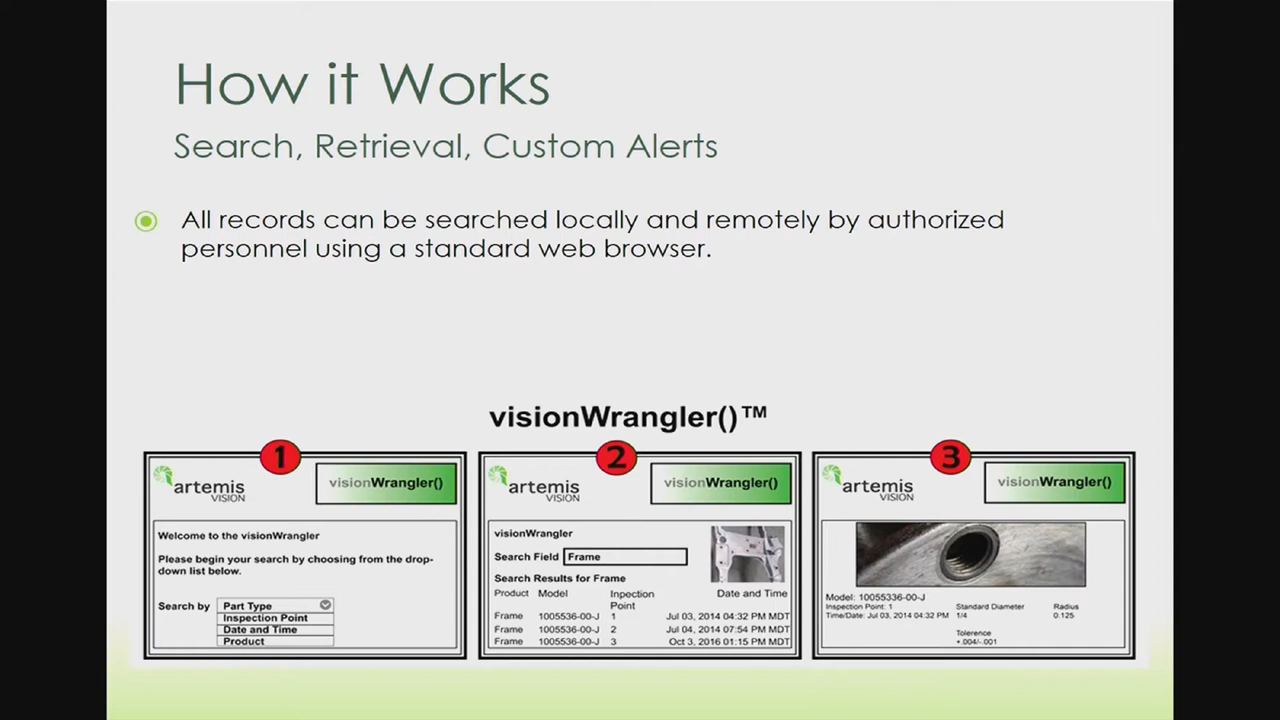 How it Works
Search, Retrieval, Custom Alerts
All records can be searched locally and remotely by authorized
personnel using a standard web browser.
visionWrangler()™
1
artemis
VISION
visionWrangler()
Welcome to the visionWrangler
Please begin your search by choosing from the drop-
down list below.
Search by Part Type
Inspection Point
Date and Time
Product
2
artemis
VISION
visionWrangler()
visionWrangler
Search Field Frame
Search Results for Frame
Product Model Inspection Point Date and Time
Frame 1005536-00-J 1 Jul 03, 2014 04:32 PM MDT
Frame 1005536-00-J 2 Jul 04, 2014 07:54 PM MDT
Frame 1005536-00-J 3 Oct 3, 2016 01:15 PM MDT
3
artemis
VISION
visionWrangler()
Model: 10055336-00-J
Inspection Point: 1 Standard Diameter Radius
Time/Date: Jul 03, 2014 04:32 PM 1/4 0.125
Tolerence
+.004/-.001